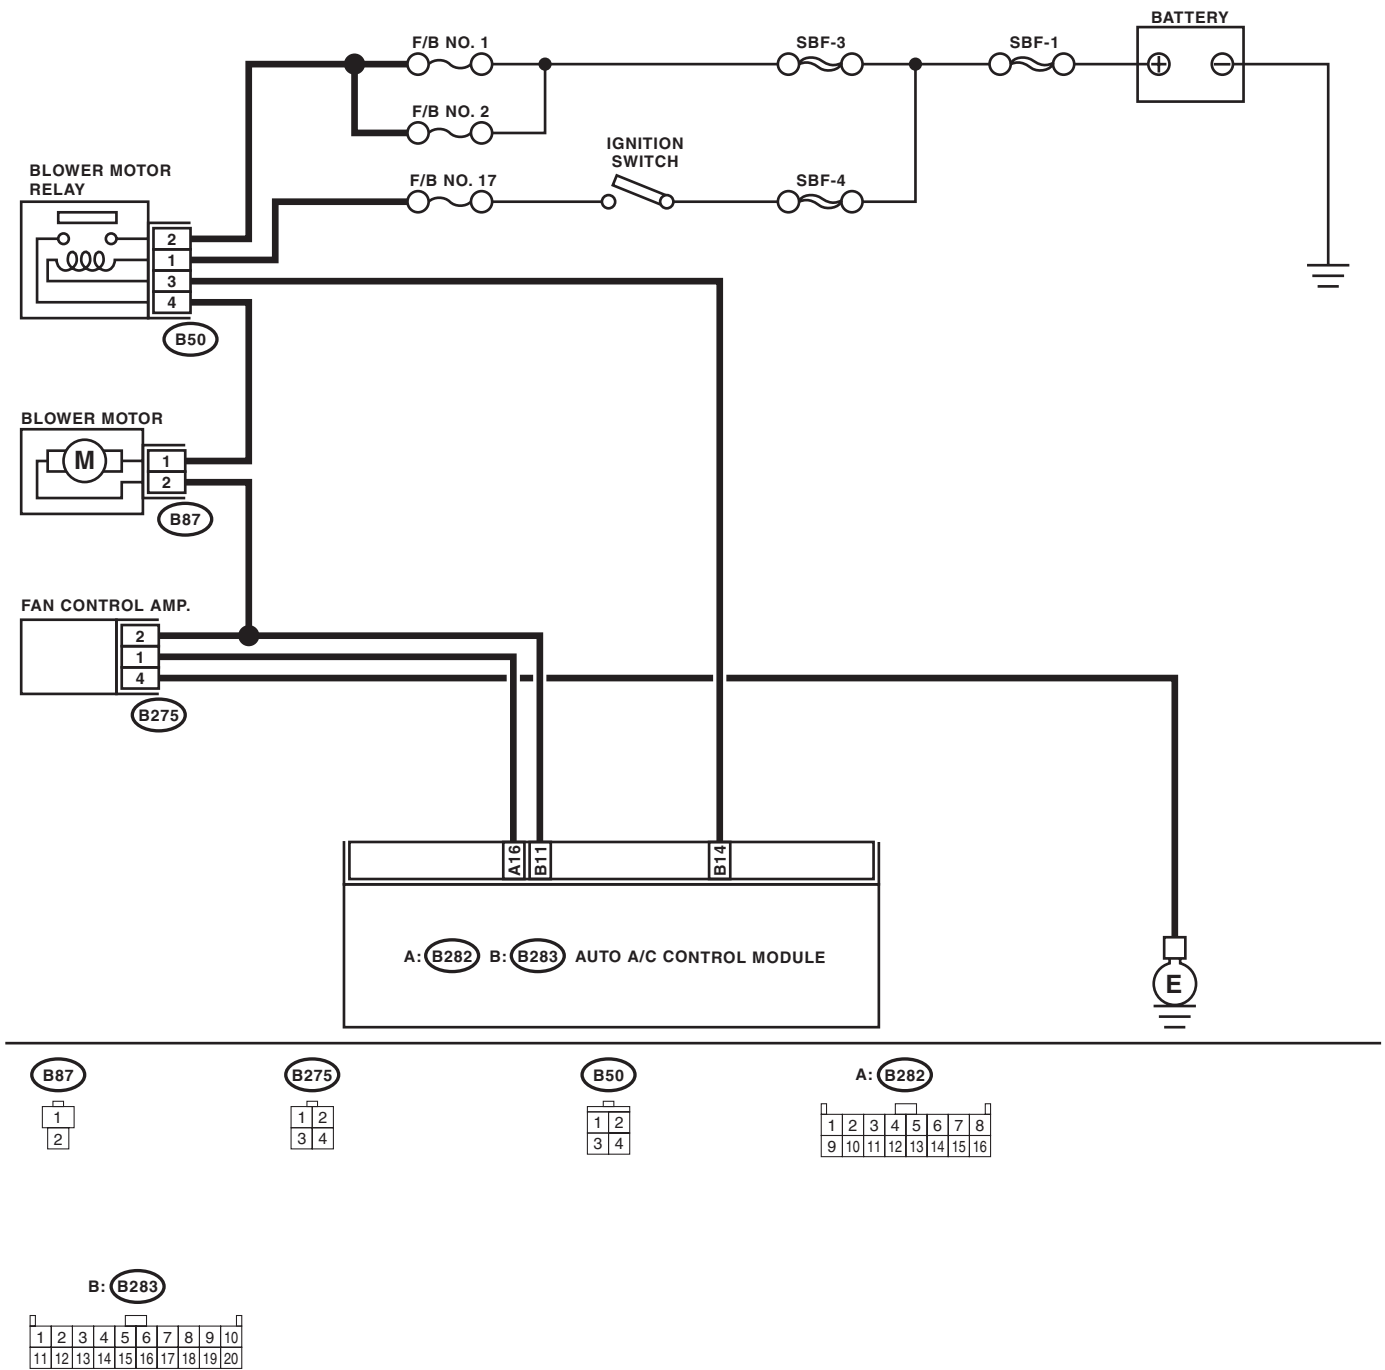 BATTERY
F/B NO. 1
SBF-3
SBF-1
+
−
F/B NO. 2
IGNITION
SWITCH
BLOWER MOTOR
RELAY
F/B NO. 17
SBF-4
2
1
3
4
B50
BLOWER MOTOR
M
1
2
B87
FAN CONTROL AMP.
2
1
4
B275
A16
B11
B14
A: B282 B: B283 AUTO A/C CONTROL MODULE
E
B87
1
2
B275
1 2
3 4
B50
1 2
3 4
A: B282
1 2 3 4 5 6 7 8
9 10 11 12 13 14 15 16
B: B283
1 2 3 4 5 6 7 8 9 10
11 12 13 14 15 16 17 18 19 20